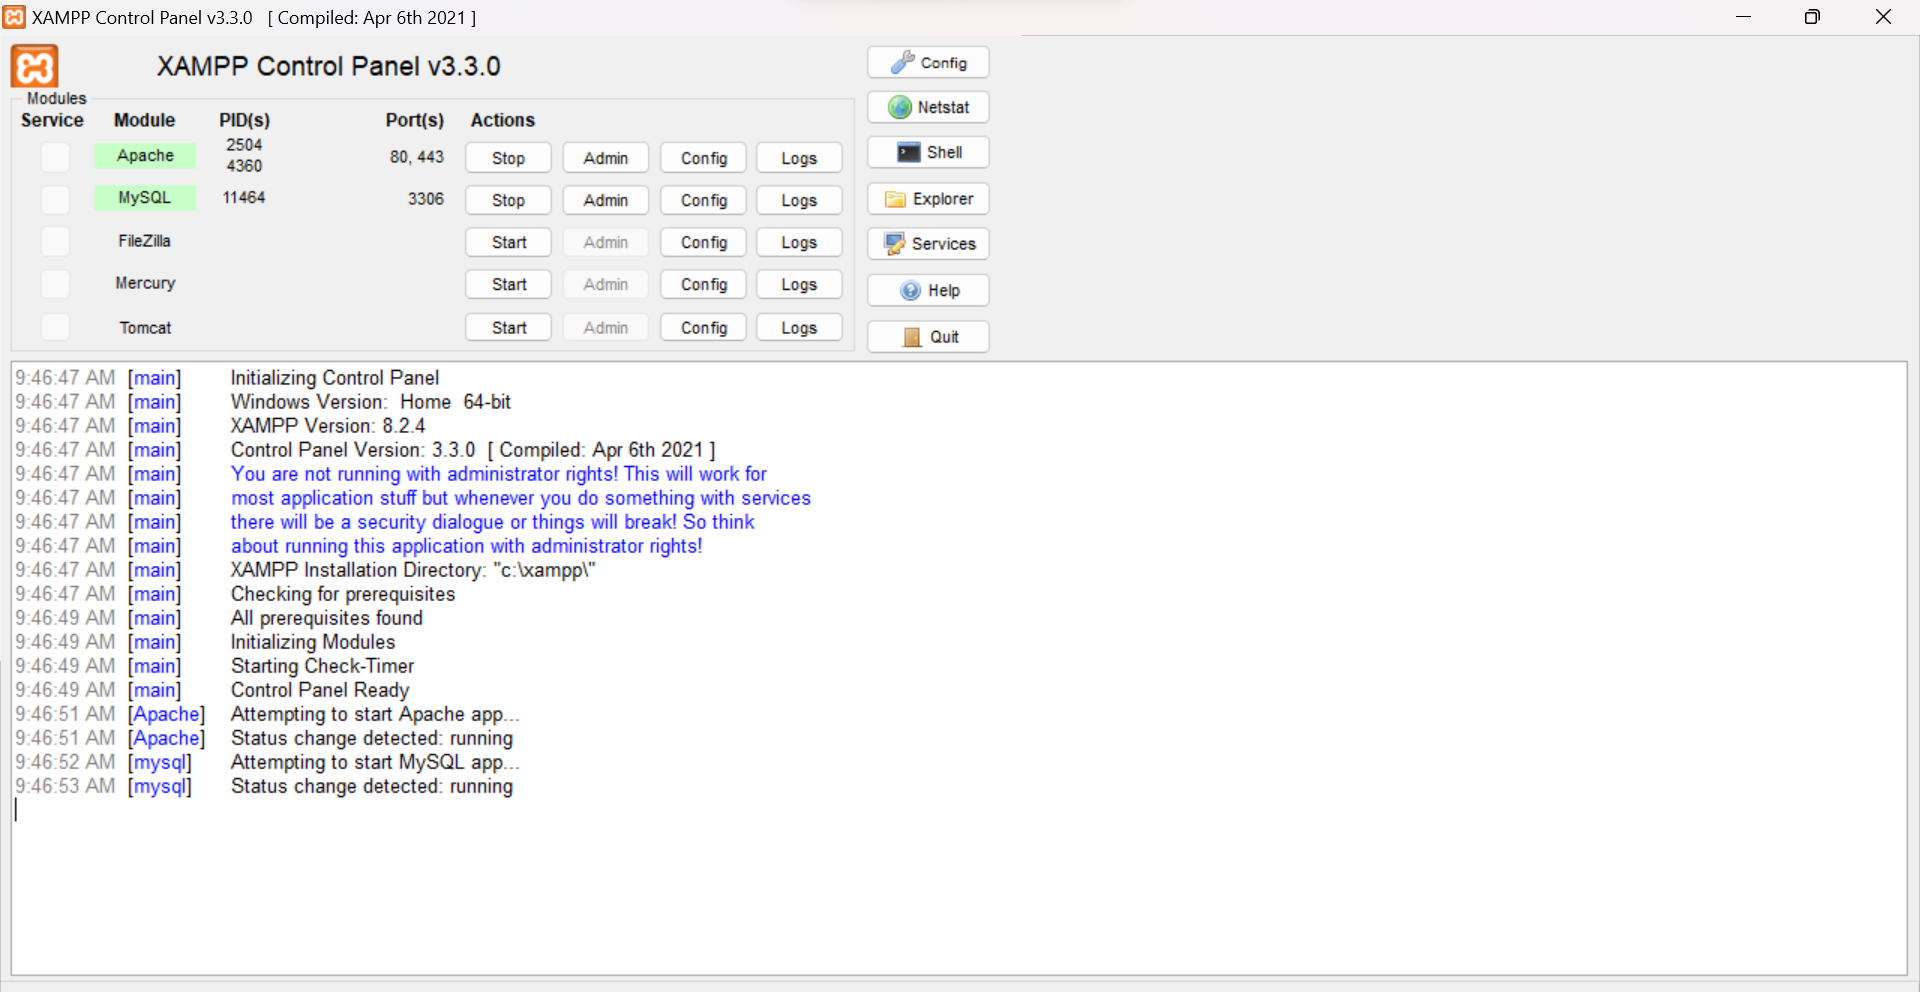 XAMPP Control Panel v3.3.0 [ Compiled: Apr 6th 2021 ]
XAMPP Control Panel v3.3.0
Modules
Service Module PID(s) Port(s) Actions
Apache 2504 4360 80, 443 Stop Admin Config Logs
MySQL 11464 3306 Stop Admin Config Logs
FileZilla Start Admin Config Logs
Mercury Start Admin Config Logs
Tomcat Start Admin Config Logs
Config
Netstat
Shell
Explorer
Services
Help
Quit
9:46:47 AM [main] Initializing Control Panel
9:46:47 AM [main] Windows Version: Home 64-bit
9:46:47 AM [main] XAMPP Version: 8.2.4
9:46:47 AM [main] Control Panel Version: 3.3.0 [ Compiled: Apr 6th 2021 ]
9:46:47 AM [main] You are not running with administrator rights! This will work for
9:46:47 AM [main] most application stuff but whenever you do something with services
9:46:47 AM [main] there will be a security dialogue or things will break! So think
9:46:47 AM [main] about running this application with administrator rights!
9:46:47 AM [main] XAMPP Installation Directory: "c:\xampp\"
9:46:47 AM [main] Checking for prerequisites
9:46:49 AM [main] All prerequisites found
9:46:49 AM [main] Initializing Modules
9:46:49 AM [main] Starting Check-Timer
9:46:49 AM [main] Control Panel Ready
9:46:51 AM [Apache] Attempting to start Apache app...
9:46:51 AM [Apache] Status change detected: running
9:46:52 AM [mysql] Attempting to start MySQL app...
9:46:53 AM [mysql] Status change detected: running